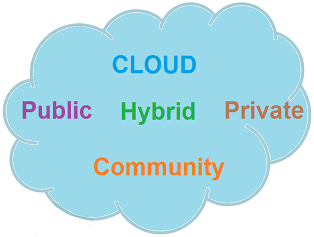 CLOUD
Public Hybrid Private
Community